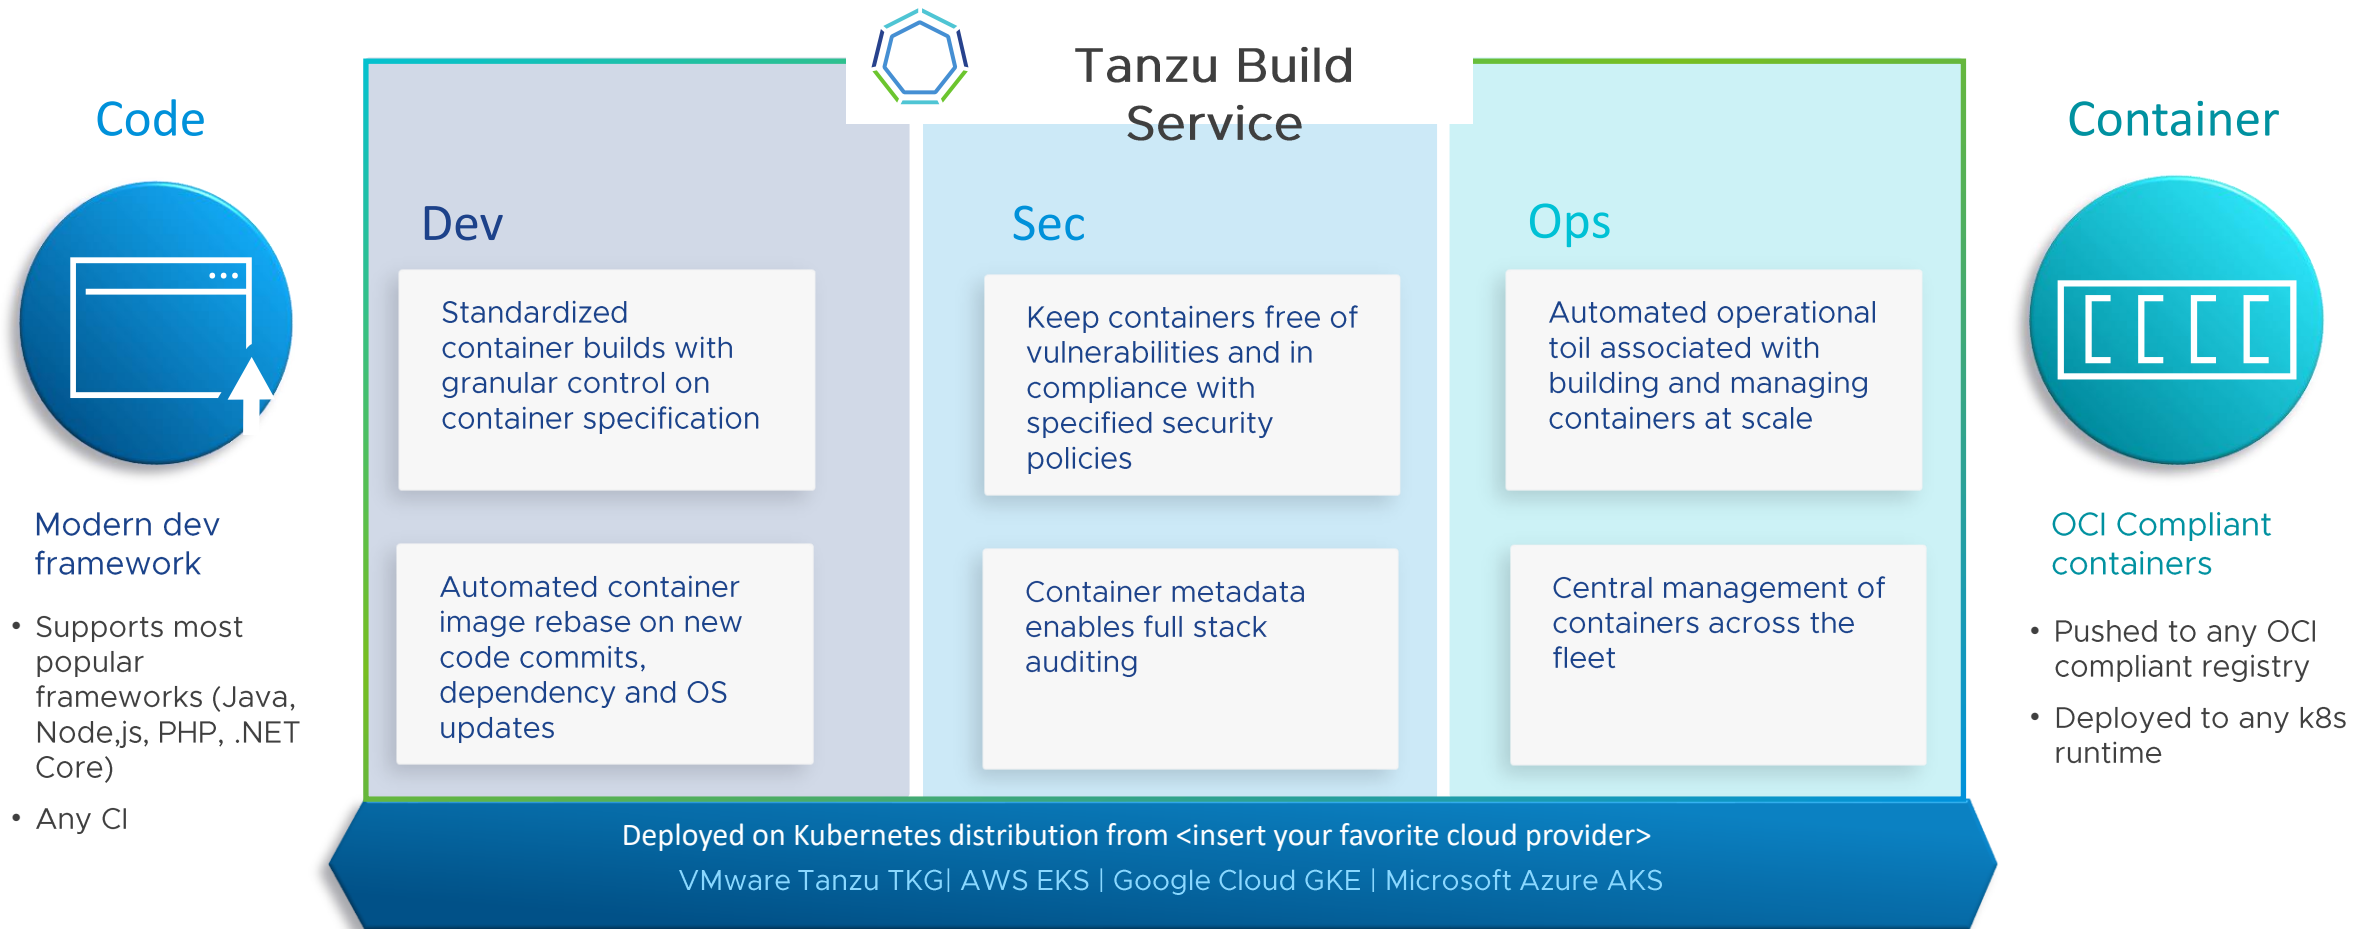 Tanzu Build
Service
Code
Modern dev
framework
• Supports most
popular
frameworks (Java,
Node,js, PHP, .NET
Core)
• Any CI
Dev
Standardized
container builds with
granular control on
container specification
Automated container
image rebase on new
code commits,
dependency and OS
updates
Sec
Keep containers free of
vulnerabilities and in
compliance with
specified security
policies
Container metadata
enables full stack
auditing
Ops
Automated operational
toil associated with
building and managing
containers at scale
Central management of
containers across the
fleet
Container
OCI Compliant
containers
• Pushed to any OCI
compliant registry
• Deployed to any k8s
runtime
Deployed on Kubernetes distribution from <insert your favorite cloud provider>
VMware Tanzu TKG| AWS EKS | Google Cloud GKE | Microsoft Azure AKS